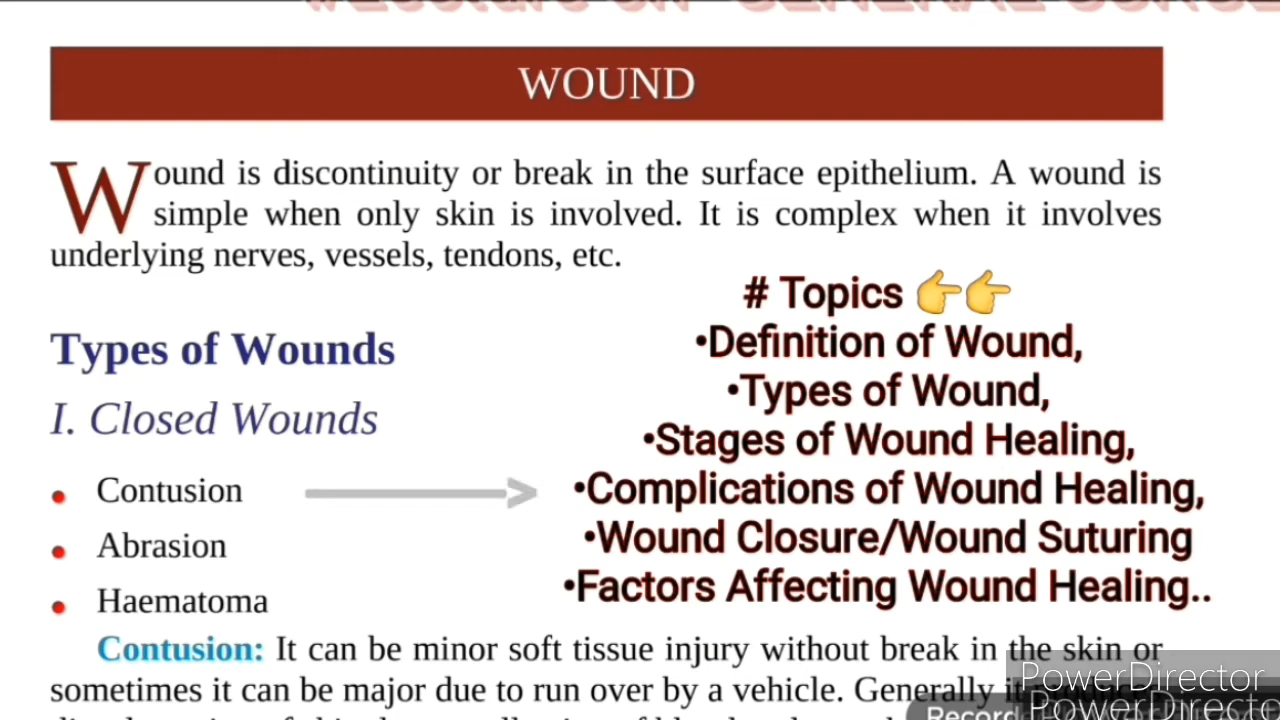 WOUND
Wound is discontinuity or break in the surface epithelium. A wound is
simple when only skin is involved. It is complex when it involves
underlying nerves, vessels, tendons, etc.
# Topics 👉👉
•Definition of Wound,
Types of Wounds
•Types of Wound,
I. Closed Wounds
•Stages of Wound Healing,
• Contusion
•Complications of Wound Healing,
• Abrasion
•Wound Closure/Wound Suturing
• Haematoma
•Factors Affecting Wound Healing..
Contusion: It can be minor soft tissue injury without break in the skin or
sometimes it can be major due to run over by a vehicle. Generally it
PowerDirector
PowerDirecto